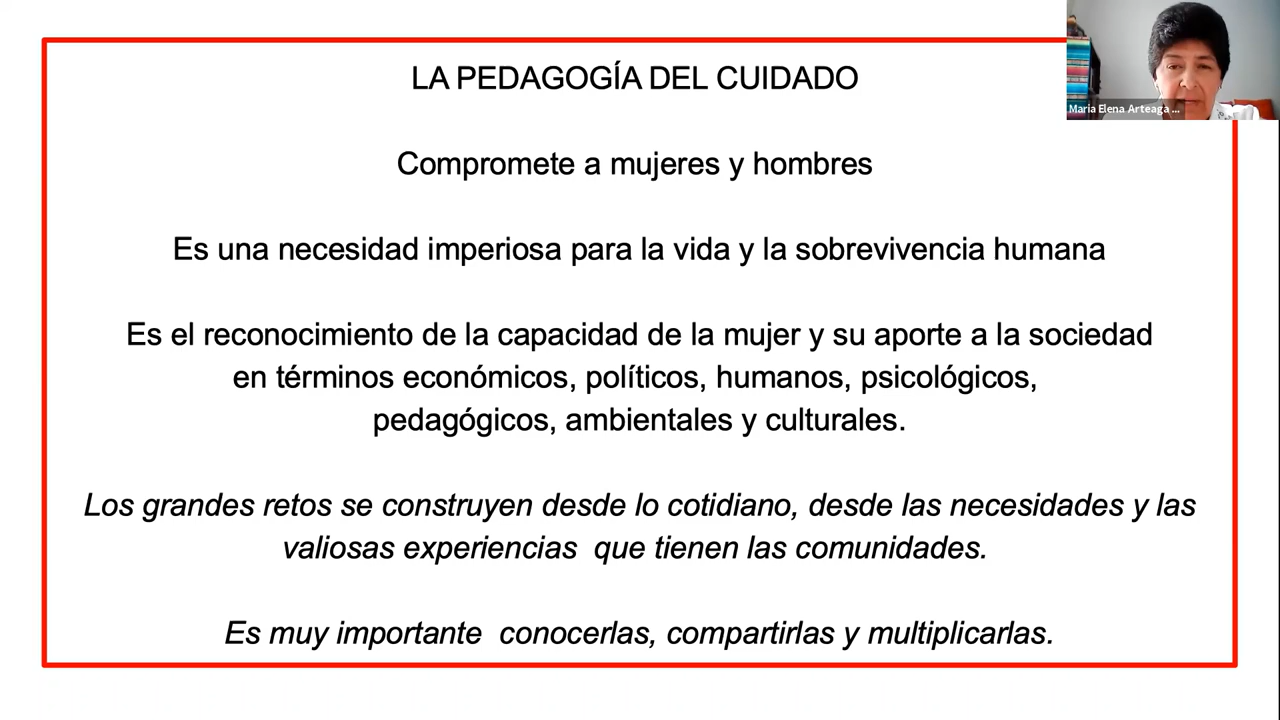 LA PEDAGOGÍA DEL CUIDADO
María Elena Arteaga ...
Compromete a mujeres y hombres
Es una necesidad imperiosa para la vida y la sobrevivencia humana
Es el reconocimiento de la capacidad de la mujer y su aporte a la sociedad
en términos económicos, políticos, humanos, psicológicos,
pedagógicos, ambientales y culturales.
Los grandes retos se construyen desde lo cotidiano, desde las necesidades y las
valiosas experiencias que tienen las comunidades.
Es muy importante conocerlas, compartirlas y multiplicarlas.